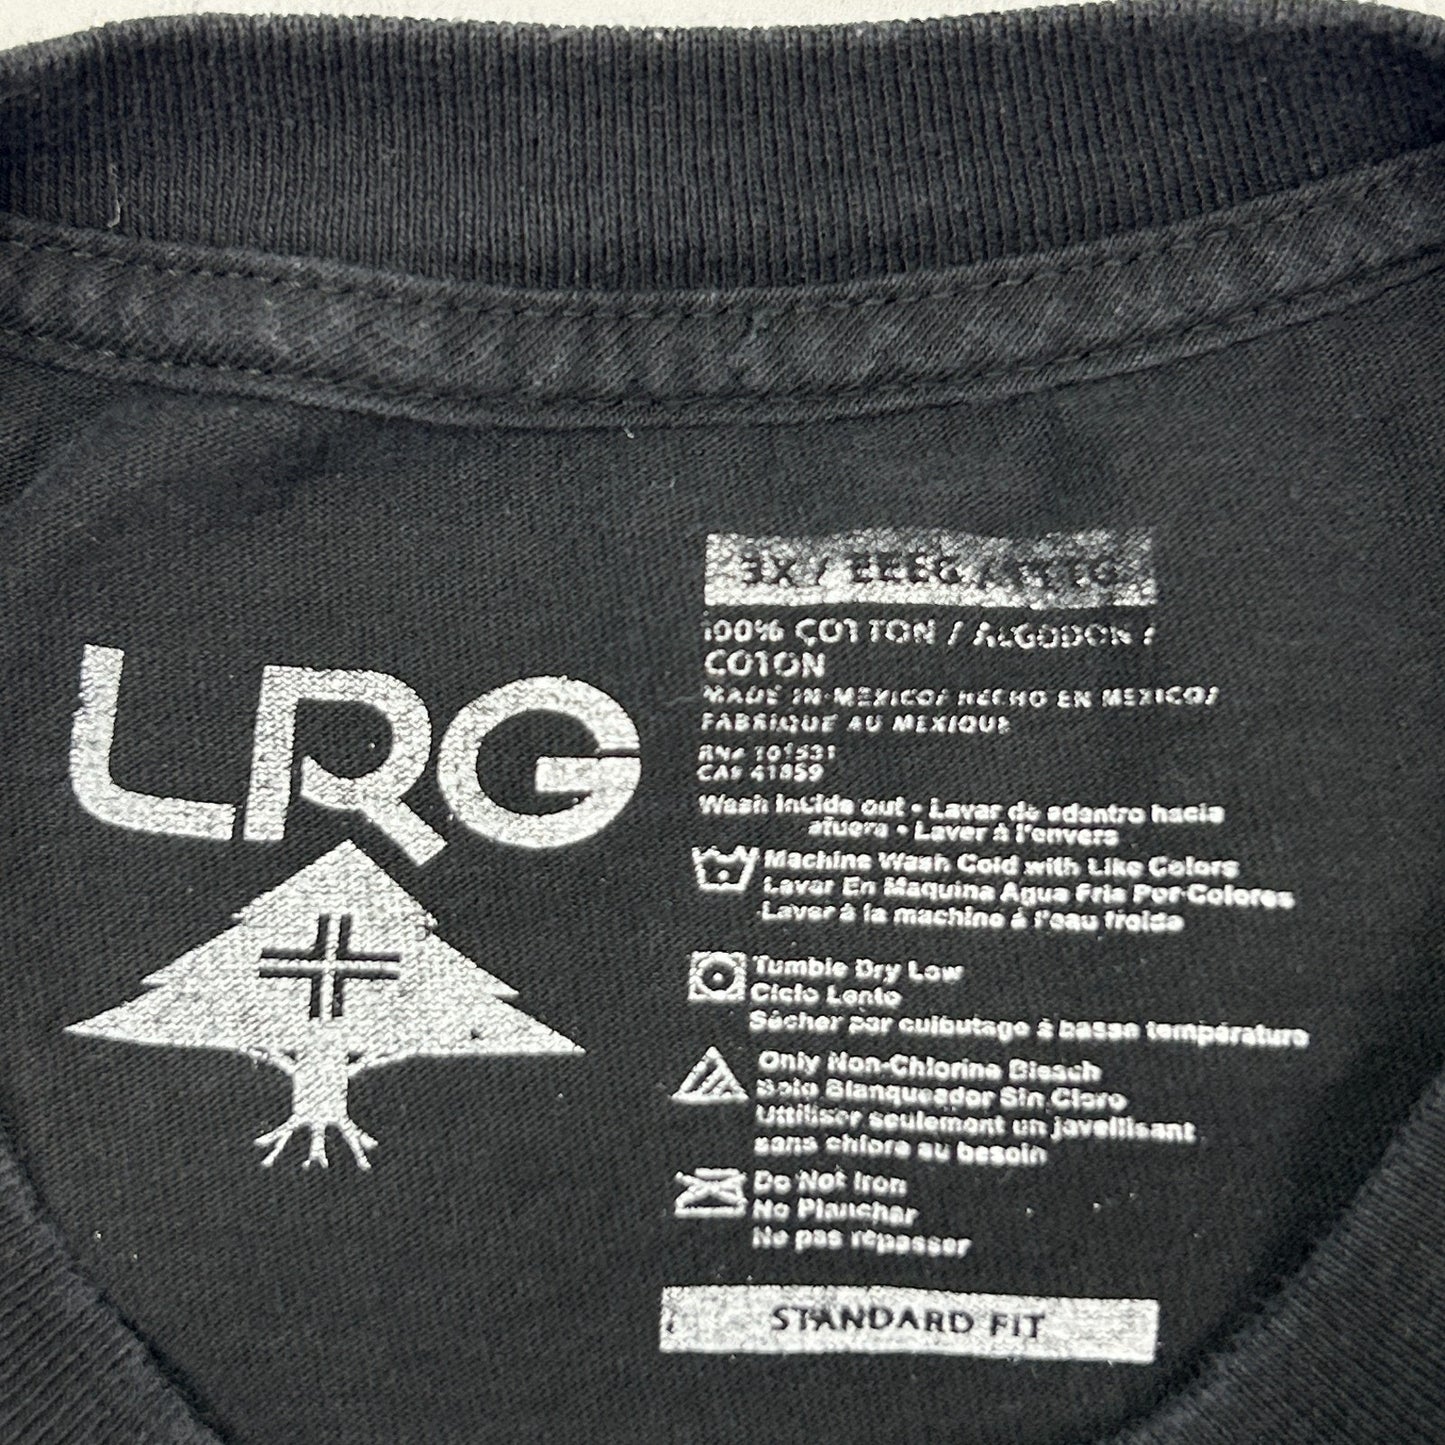 LRG
3X / EEEG /
100% COTTON / ALGODON /
COTON
MADE IN MEXICO/ HECHO EN MEXICO/
FABRIQUE AU MEXIQUE
RN# 101531
CA# 41859
Wash Inside out • Lavar de adentro hacia
afuera • Laver à l'envers
Machine Wash Cold with Like Colors
Lavar En Maquina Agua Fria Por Colores
Laver à la machine à l'eau froide
Tumble Dry Low
Ciclo Lento
Sécher par culbutage à basse température
Only Non-Chlorine Bleach
Solo Blanqueador Sin Cloro
Uttiliser seulemont un javellisant
sans chlore au besoin
Do Not Iron
No Planchar
Ne pas repasser
STANDARD FIT